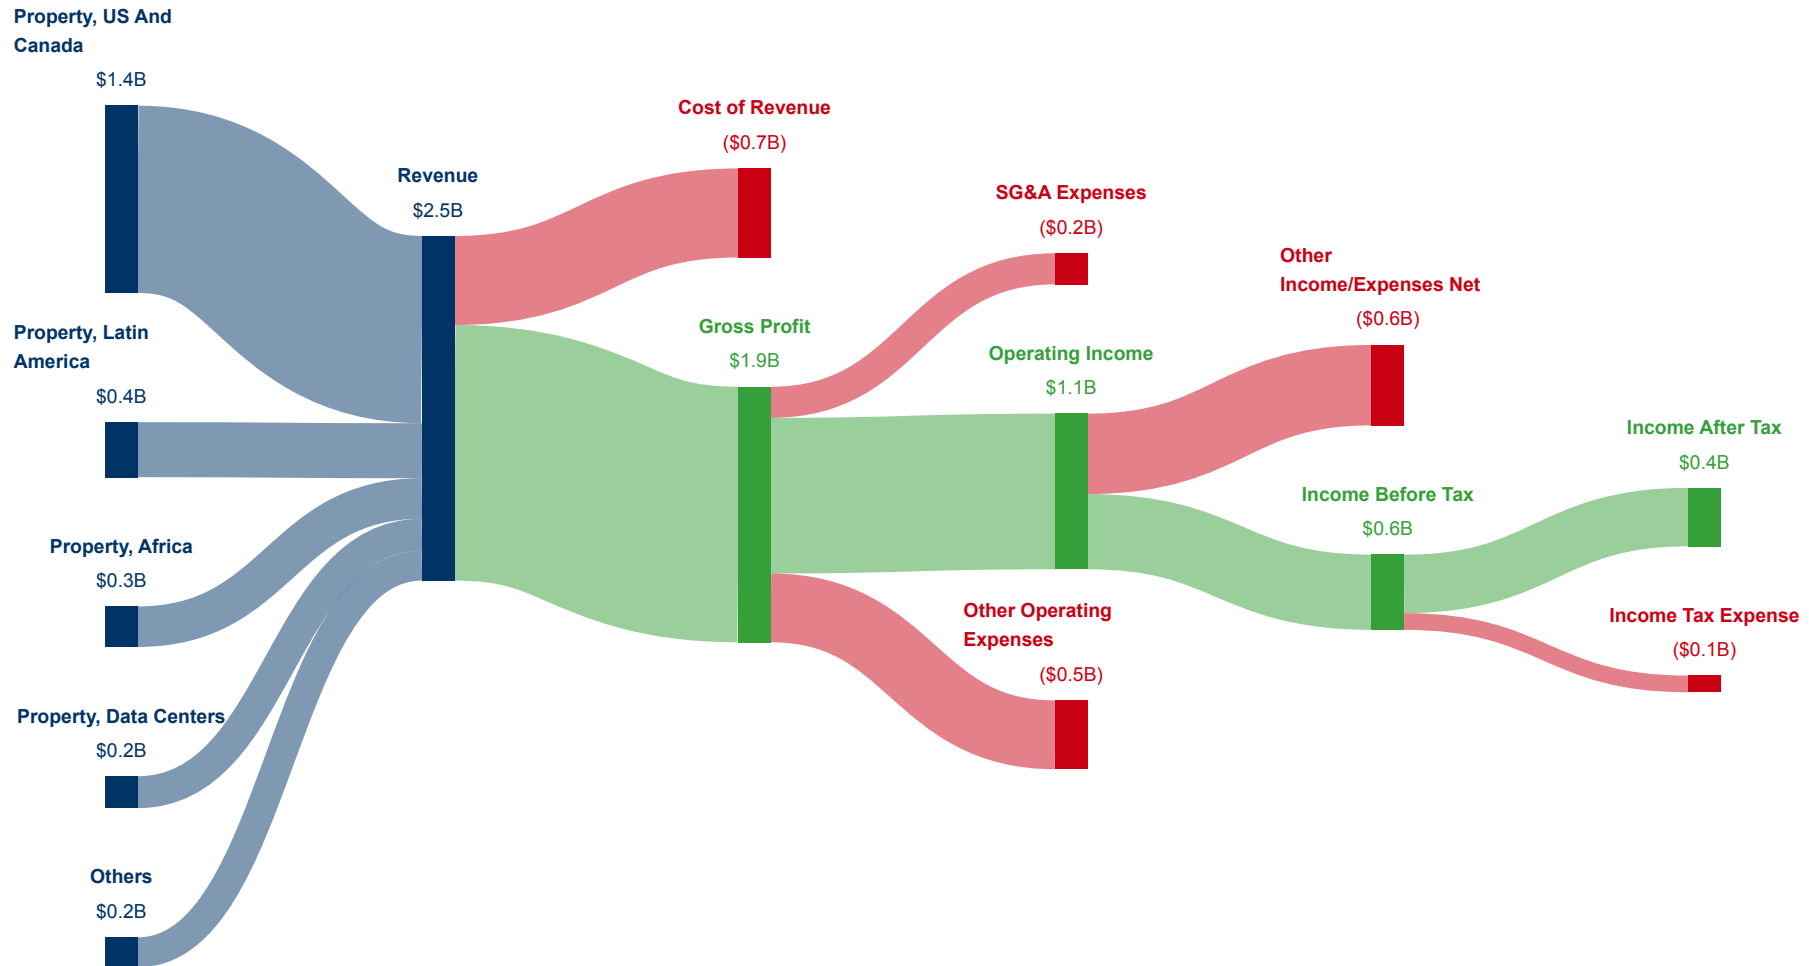 Property, US And
Canada
$1.4B
Property, Latin
America
$0.4B
Property, Africa
$0.3B
Property, Data Centers
$0.2B
Others
$0.2B
Revenue
$2.5B
Cost of Revenue
($0.7B)
Gross Profit
$1.9B
SG&A Expenses
($0.2B)
Operating Income
$1.1B
Other Operating
Expenses
($0.5B)
Other
Income/Expenses Net
($0.6B)
Income Before Tax
$0.6B
Income After Tax
$0.4B
Income Tax Expense
($0.1B)